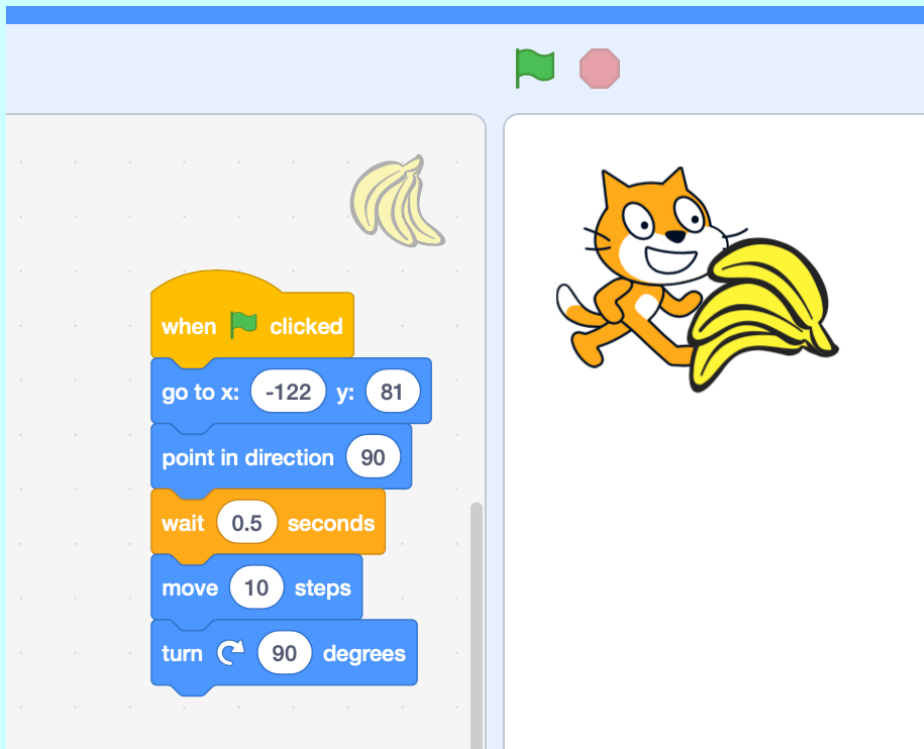 when clicked
go to x: -122 y: 81
point in direction 90
wait 0.5 seconds
move 10 steps
turn 90 degrees